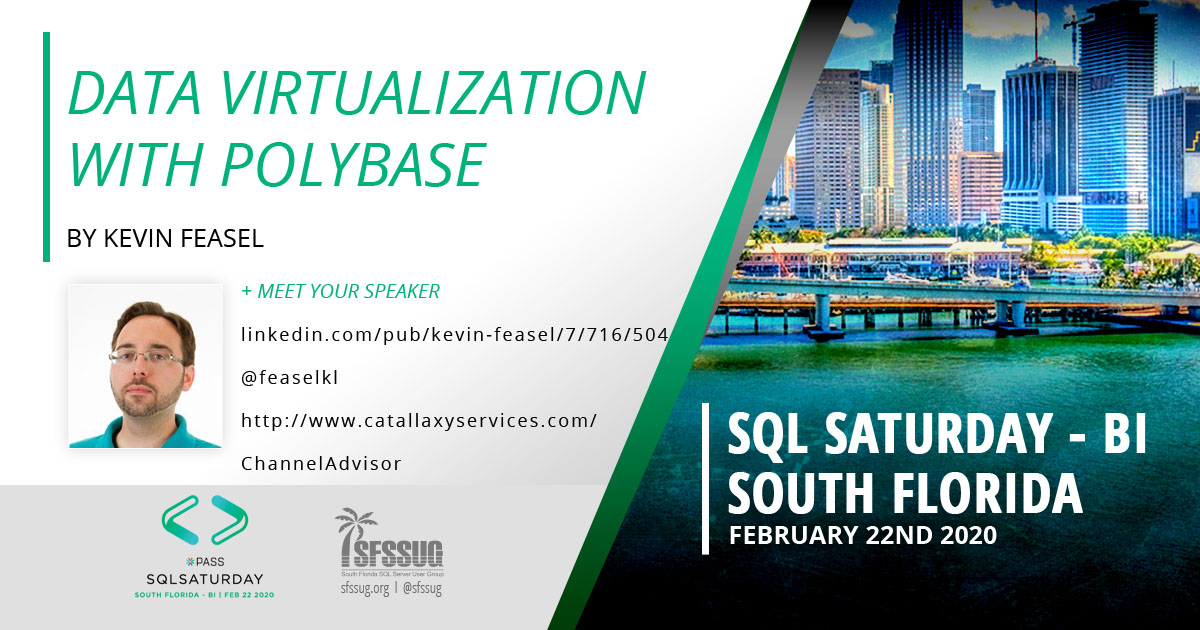 DATA VIRTUALIZATION
WITH POLYBASE
BY KEVIN FEASEL
+ MEET YOUR SPEAKER
linkedin.com/pub/kevin-feasel/7/716/504
@feaselkl
http://www.catallaxyservices.com/
ChannelAdvisor
PASS
SQLSATURDAY
SOUTH FLORIDA - BI | FEB 22 2020
SFSSUG
South Florida SQL Server User Group
sfssug.org | @sfssug
SQL SATURDAY - BI
SOUTH FLORIDA
FEBRUARY 22ND 2020